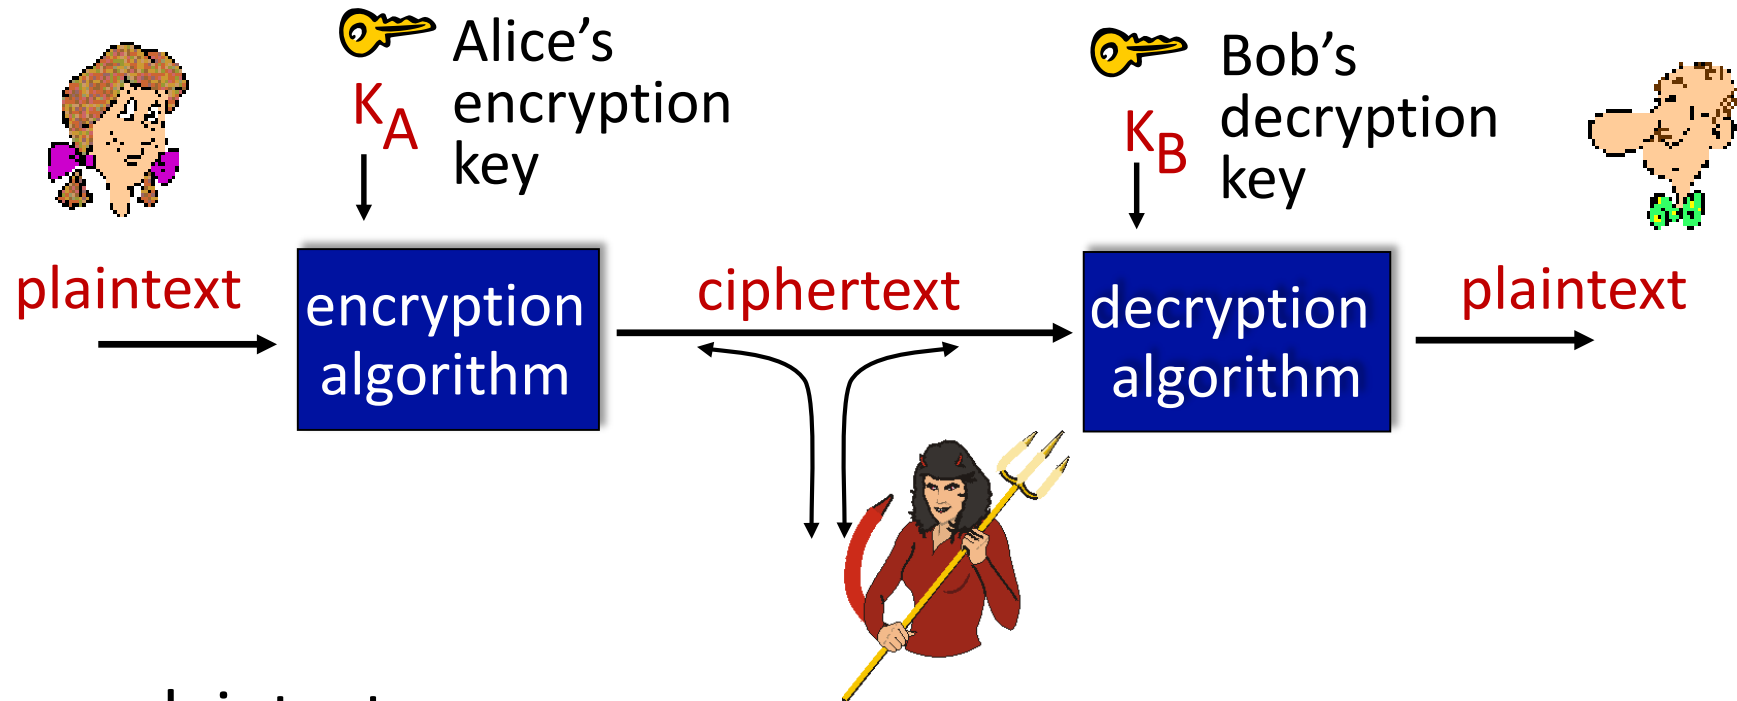 Alice’s
encryption
key
K
A
Bob’s
decryption
key
K
B
plaintext
encryption
algorithm
ciphertext
decryption
algorithm
plaintext